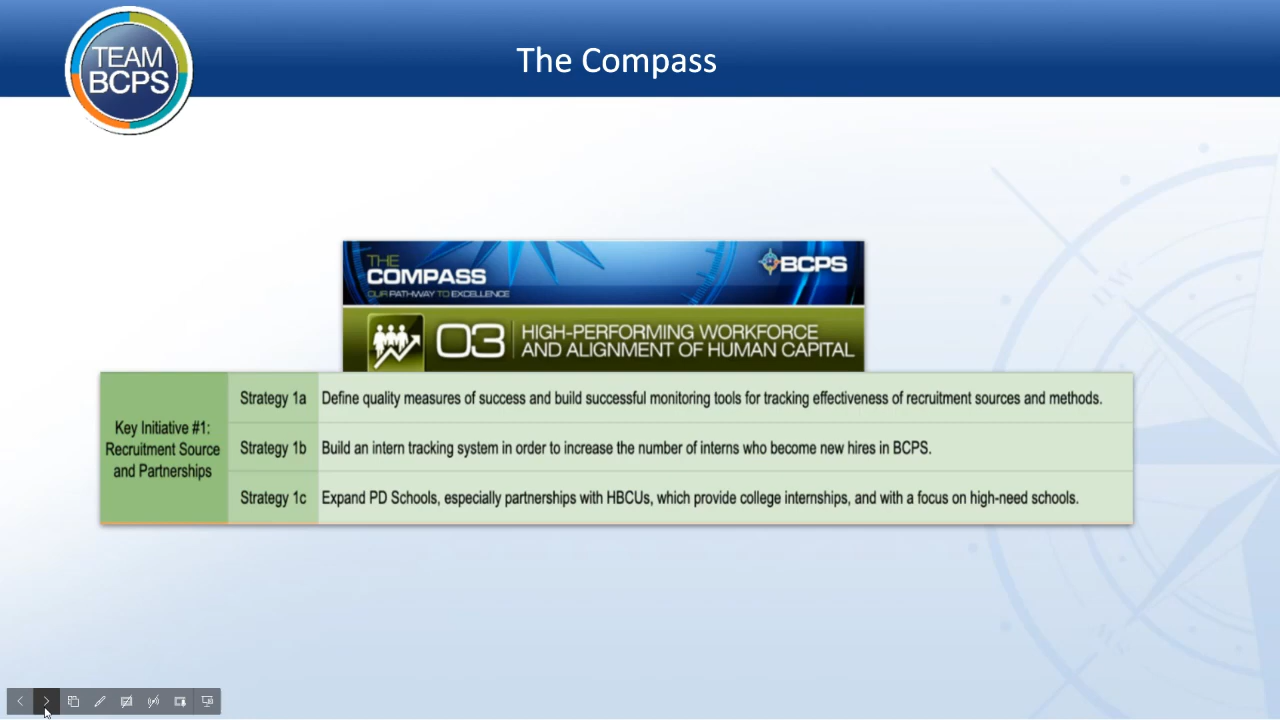 TEAM
BCPS
The Compass
THE
COMPASS
OUR PATHWAY TO EXCELLENCE
BCPS
03
HIGH-PERFORMING WORKFORCE
AND ALIGNMENT OF HUMAN CAPITAL
Key Initiative #1:
Recruitment Source
and Partnerships
Strategy 1a
Define quality measures of success and build successful monitoring tools for tracking effectiveness of recruitment sources and methods.
Strategy 1b
Build an intern tracking system in order to increase the number of interns who become new hires in BCPS.
Strategy 1c
Expand PD Schools, especially partnerships with HBCUs, which provide college internships, and with a focus on high-need schools.